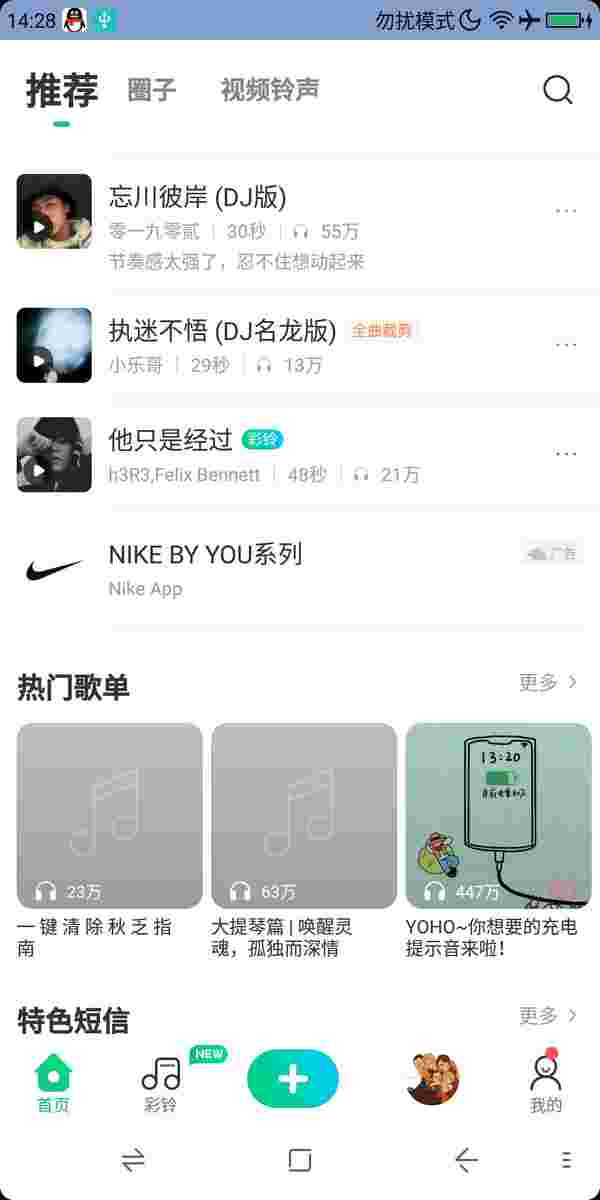 14:28 勿扰模式
推荐 圈子 视频铃声
忘川彼岸 (DJ版)
零一九零贰 30秒 55万
节奏感太强了，忍不住想动起来
执迷不悟 (DJ名龙版) 全曲裁剪
小乐哥 29秒 13万
他只是经过 彩铃
h3R3,Felix Bennett 48秒 21万
NIKE BY YOU系列 广告
Nike App
热门歌单 更多
13:20
23万 63万 447万
一键清除秋乏指
南
大提琴篇 | 唤醒灵
魂，孤独而深情
YOHO~你想要的充电
提示音来啦！
特色短信 更多
NEW
首页 彩铃 我的